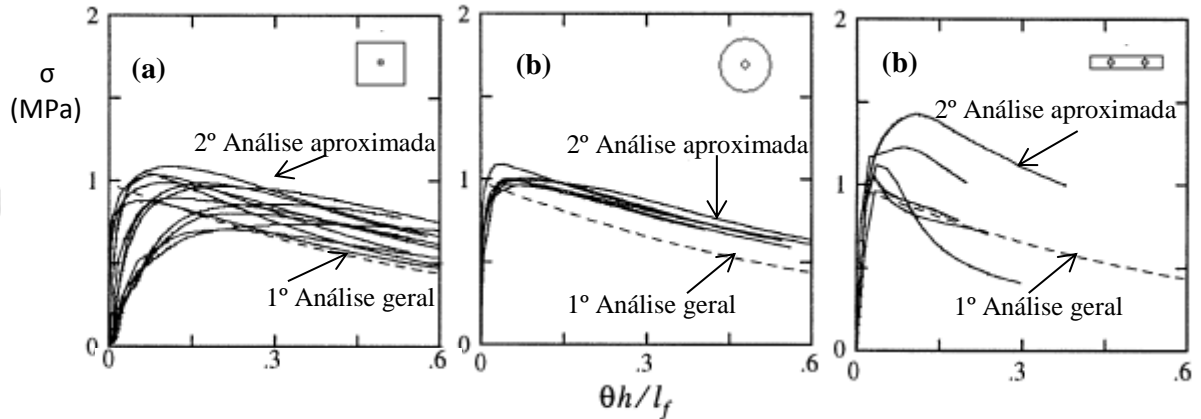 2
1
0
σ
(MPa)
(a)
2º Análise aproximada
1º Análise geral
0
.3
.6
2
1
0
(b)
2º Análise aproximada
1º Análise geral
0
.3
.6
2
1
0
(b)
2º Análise aproximada
1º Análise geral
0
.3
.6
θh/l_f